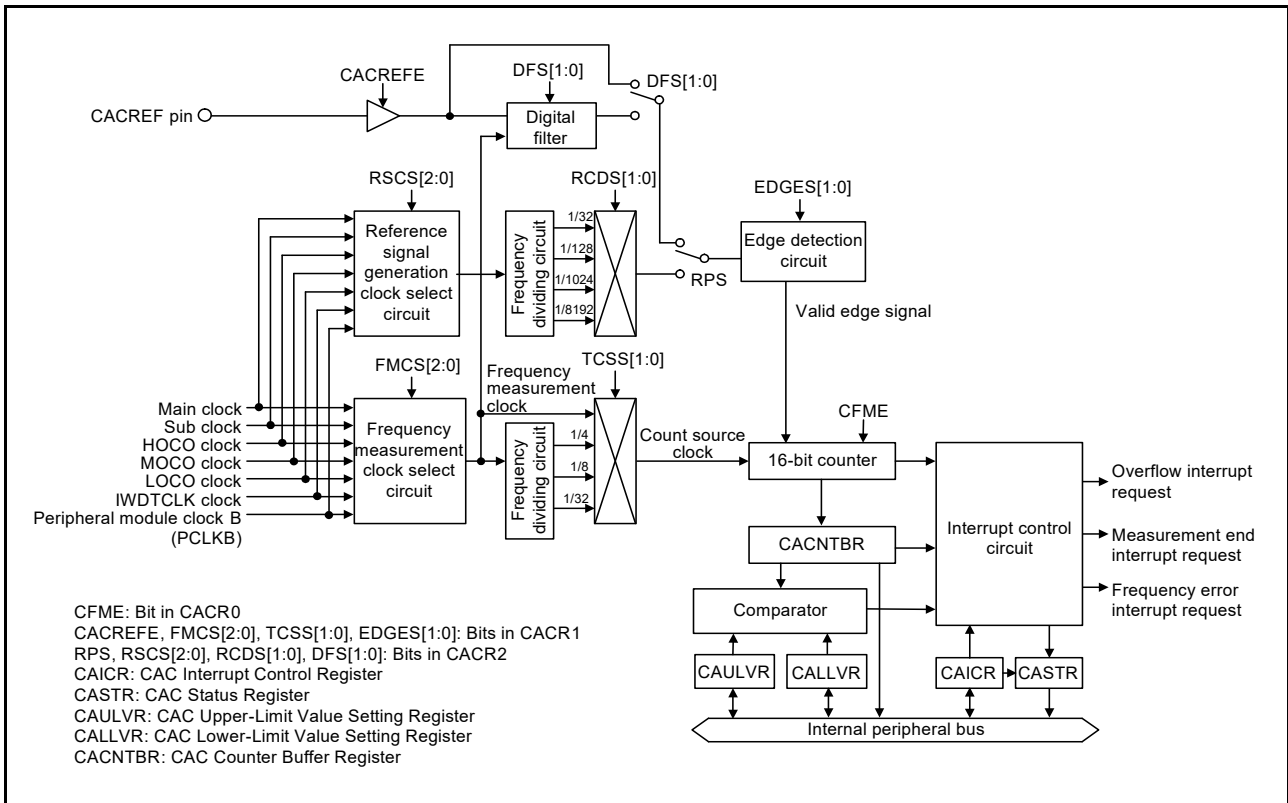 CACREFE
DFS[1:0]
DFS[1:0]
CACREF pin
Digital
filter
RSCS[2:0]
RCDS[1:0]
EDGES[1:0]
Reference
signal
generation
clock select
circuit
Frequency
dividing circuit
1/32
1/128
1/1024
1/8192
RPS
Edge detection
circuit
Valid edge signal
FMCS[2:0]
Frequency
measurement
clock
TCSS[1:0]
Main clock
Sub clock
HOCO clock
MOCO clock
LOCO clock
IWDTCLK clock
Peripheral module clock B
(PCLKB)
Frequency
measurement
clock select
circuit
Frequency
dividing circuit
1/4
1/8
1/32
Count source
clock
CFME
16-bit counter
CACNTBR
Comparator
CAULVR
CALLVR
Interrupt control
circuit
CAICR
CASTR
Overflow interrupt
request
Measurement end
interrupt request
Frequency error
interrupt request
Internal peripheral bus
CFME: Bit in CACR0
CACREFE, FMCS[2:0], TCSS[1:0], EDGES[1:0]: Bits in CACR1
RPS, RSCS[2:0], RCDS[1:0], DFS[1:0]: Bits in CACR2
CAICR: CAC Interrupt Control Register
CASTR: CAC Status Register
CAULVR: CAC Upper-Limit Value Setting Register
CALLVR: CAC Lower-Limit Value Setting Register
CACNTBR: CAC Counter Buffer Register